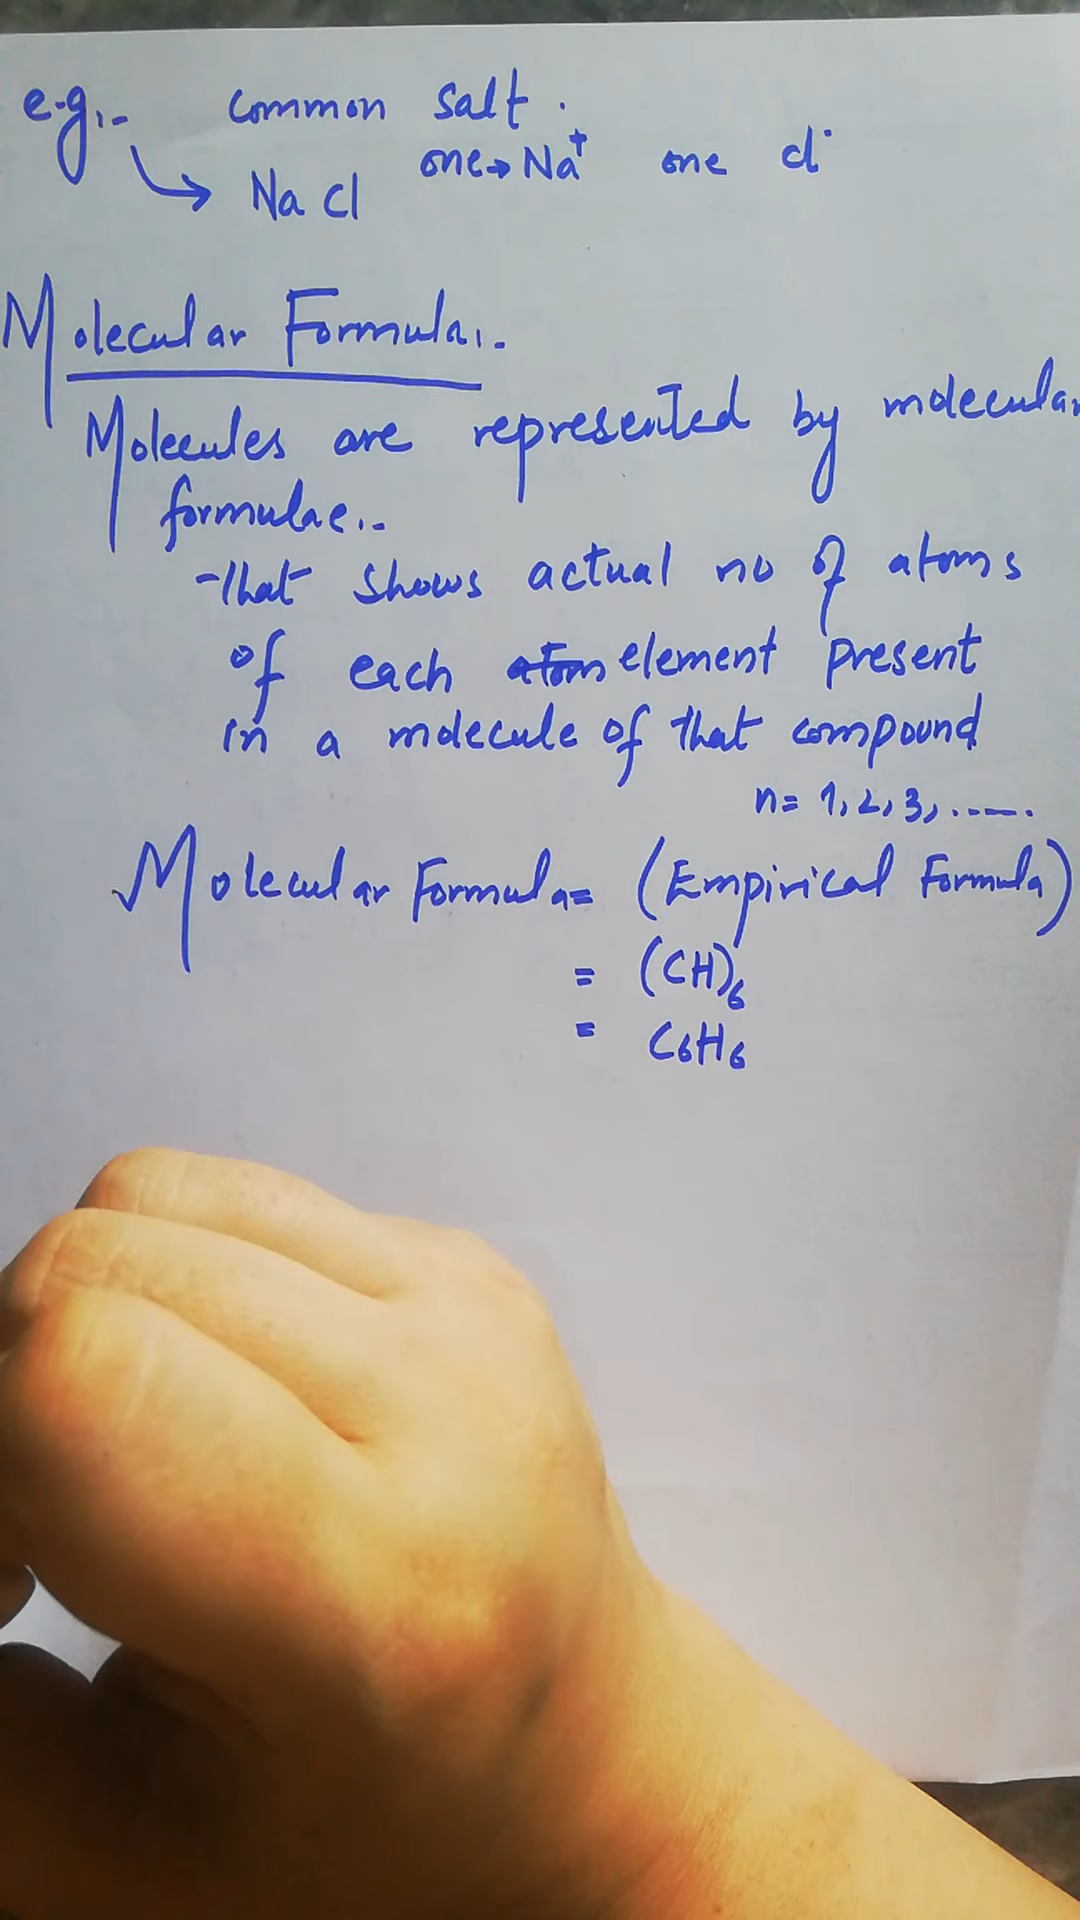 e.g:- common salt.
→ NaCl one→Na⁺ one Cl⁻
Molecular Formula:-
Molecules are represented by molecular
formulae:-
-that shows actual no of atoms
of each atom element present
in a molecule of that compound
n= 1,2,3,.....
Molecular Formula= (Empirical Formula)
= (CH)₆
= C₆H₆